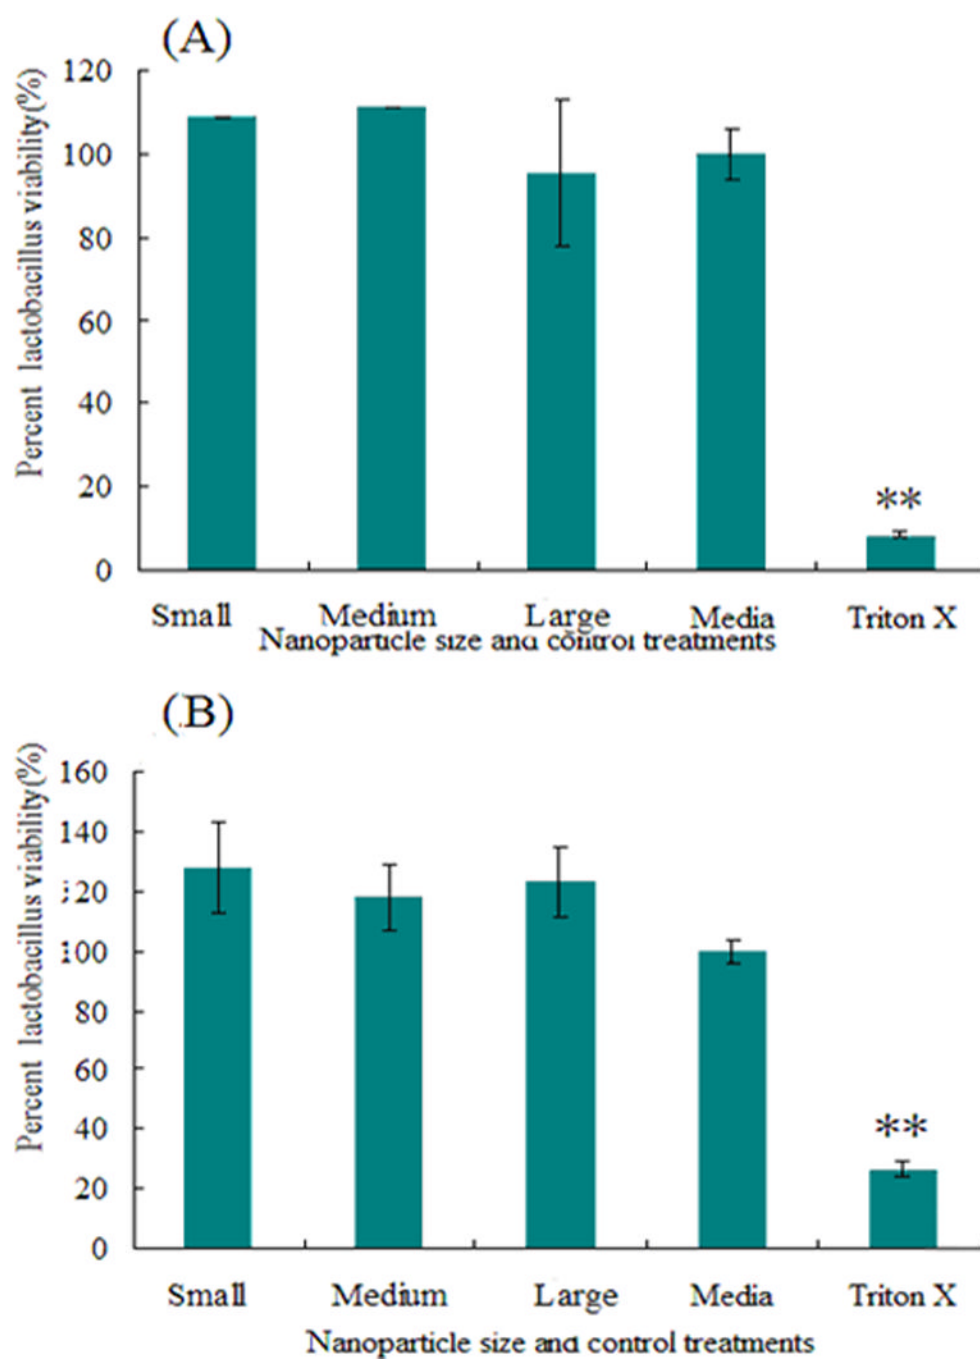 (A)
Percent lactobacillus viability(%)
120
100
80
60
40
20
0
**
Small Medium Large Media Triton X
Nanoparticle size and control treatments
(B)
Percent lactobacillus viability(%)
160
140
120
100
80
60
40
20
0
**
Small Medium Large Media Triton X
Nanoparticle size and control treatments